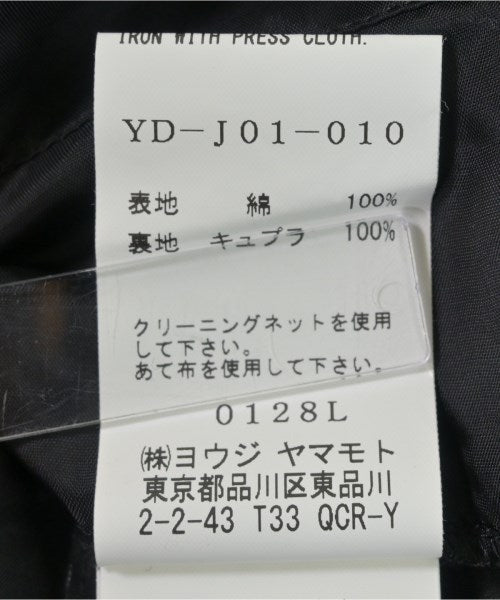 IRON WITH PRESS CLOTH.
YD-J01-010
表地 綿 100%
裏地 キュプラ 100%
クリーニングネットを使用
して下さい。
あて布を使用して下さい。
0128L
㈱ヨウジ ヤマモト
東京都品川区東品川
2-2-43 T33 QCR-Y